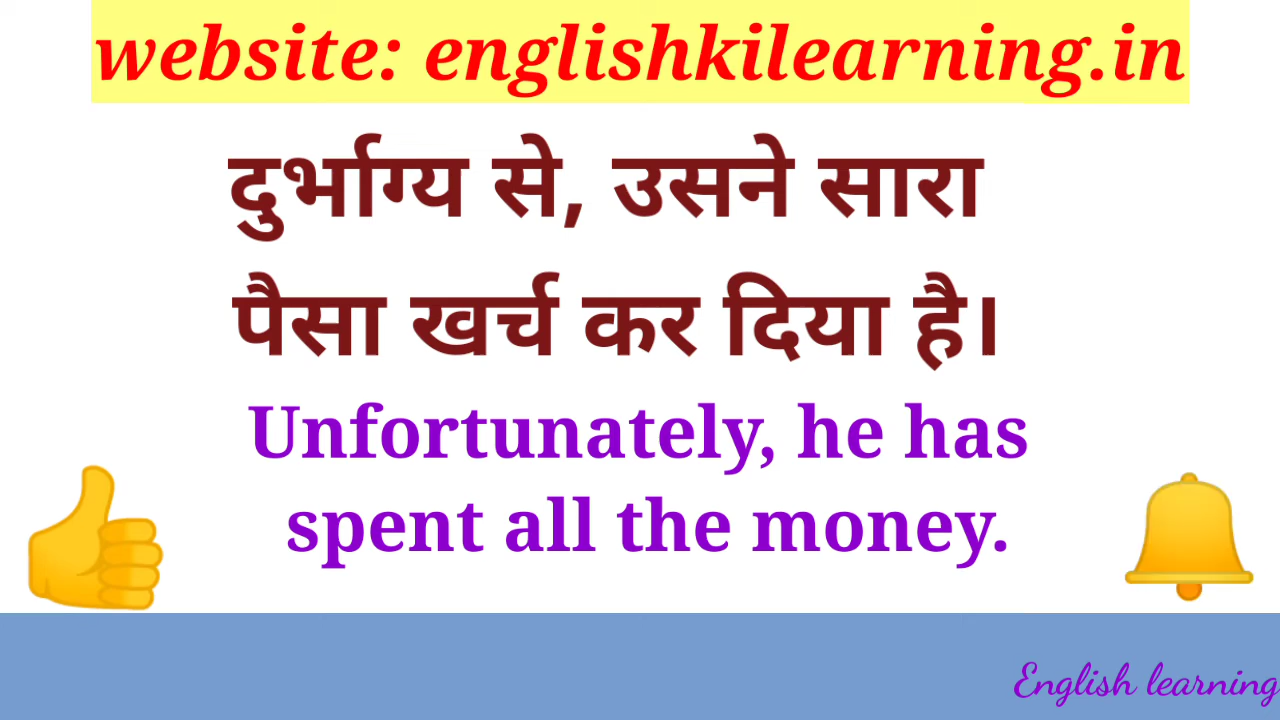 website: englishkilearning.in
दुर्भाग्य से, उसने सारा
पैसा खर्च कर दिया है।
Unfortunately, he has
spent all the money.
English learning